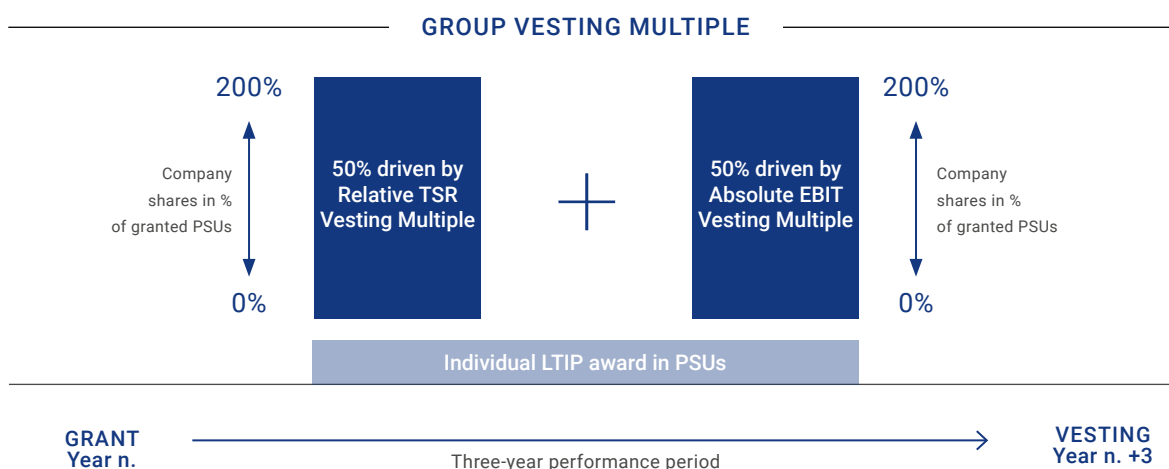 GROUP VESTING MULTIPLE
200%
Company
shares in %
of granted PSUs
0%
50% driven by
Relative TSR
Vesting Multiple
50% driven by
Absolute EBIT
Vesting Multiple
200%
Company
shares in %
of granted PSUs
0%
Individual LTIP award in PSUs
GRANT
Year n.
Three-year performance period
VESTING
Year n. +3